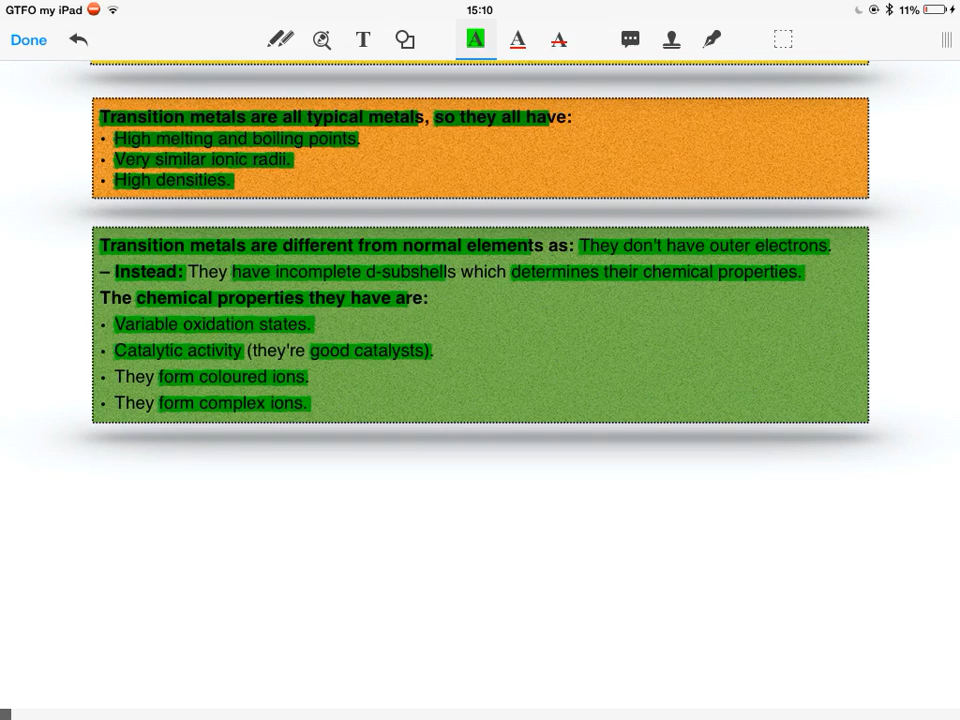 GTFO my iPad 15:10 11%
Done T A A A
Transition metals are all typical metals, so they all have:
• High melting and boiling points.
• Very similar ionic radii.
• High densities.
Transition metals are different from normal elements as: They don't have outer electrons.
– Instead: They have incomplete d-subshells which determines their chemical properties.
The chemical properties they have are:
• Variable oxidation states.
• Catalytic activity (they're good catalysts).
• They form coloured ions.
• They form complex ions.